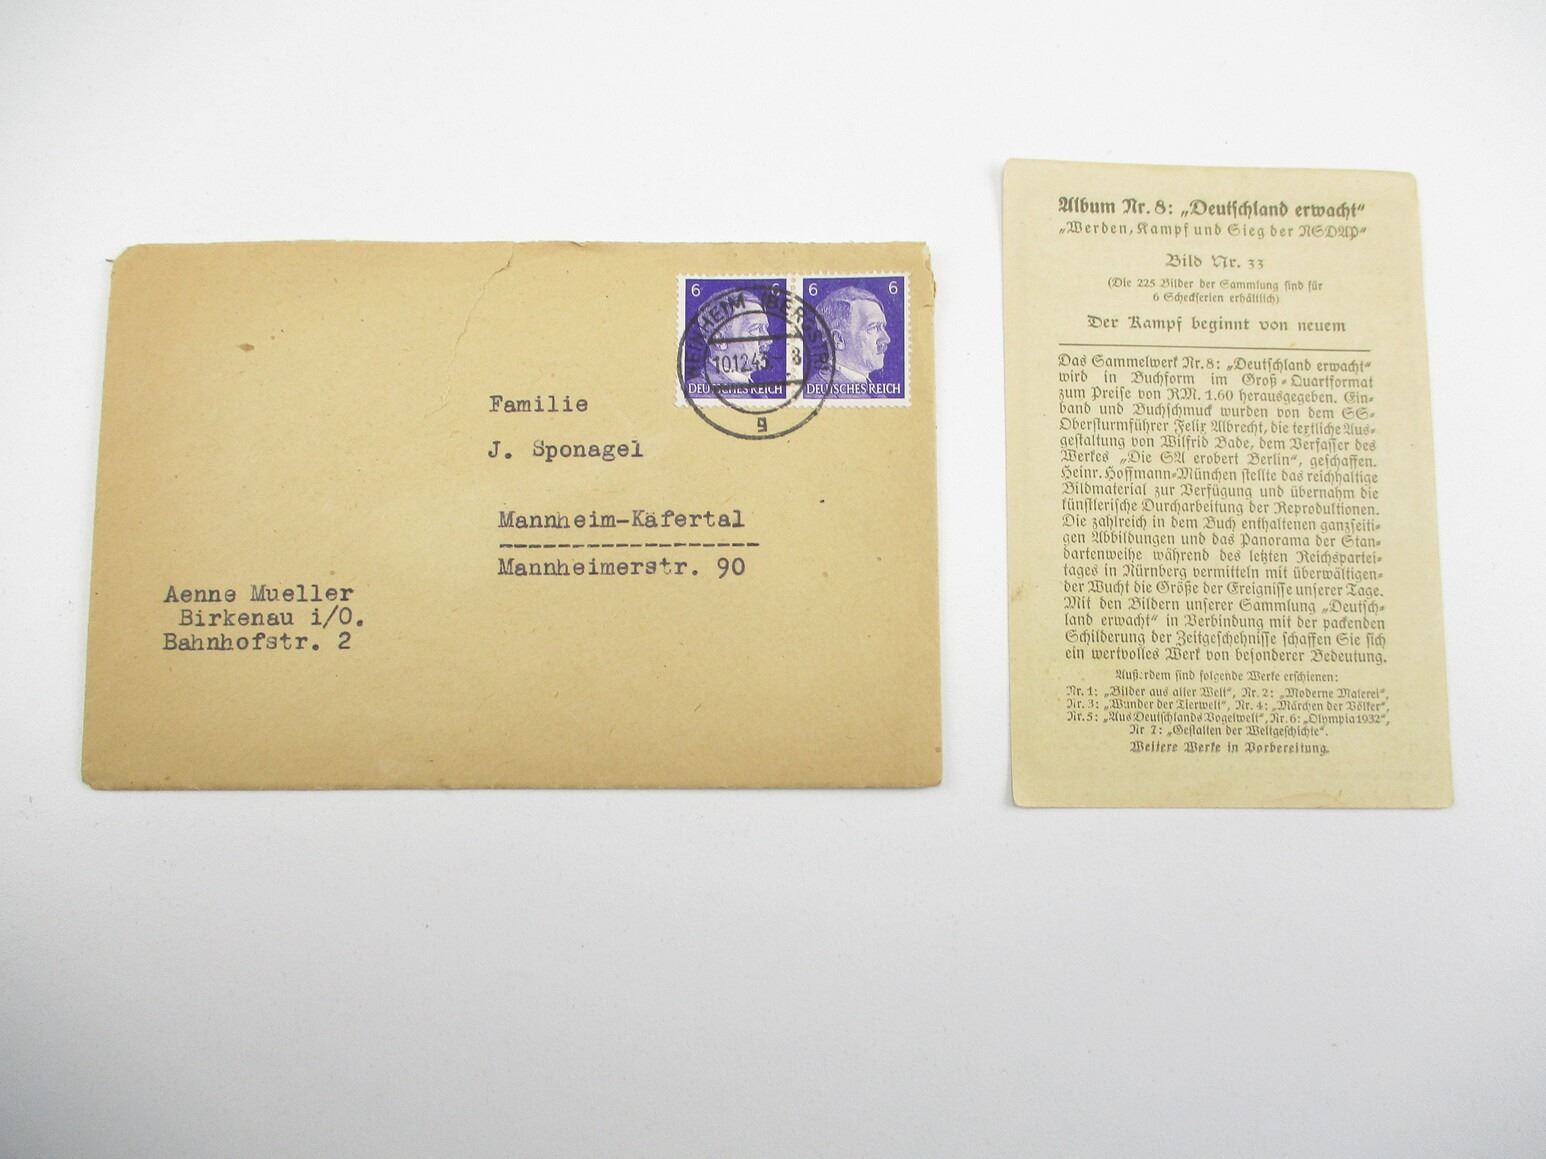 6 6 6 6
WEINHEIM (BERGSTR)
10.12.43.- 8
g
DEUTSCHES REICH DEUTSCHES REICH
Familie
J. Sponagel
Mannheim-Käfertal
Mannheimerstr. 90
Aenne Mueller
Birkenau i/O.
Bahnhofstr. 2
Album Nr. 8: „Deutschland erwacht“
„Werden, Kampf und Sieg der NSDAP“
Bild Nr. 33
(Die 225 Bilder der Sammlung sind für
6 Scheckserien erhältlich)
Der Kampf beginnt von neuem
Das Sammelwerk Nr. 8: „Deutschland erwacht“
wird in Buchform im Groß-Quartformat
zum Preise von RM. 1.60 herausgegeben. Ein-
band und Buchschmuck wurden von dem SS-
Obersturmführer Felix Albrecht, die textliche Aus-
gestaltung von Wilfrid Bade, dem Verfasser des
Werkes „Die SA erobert Berlin“, geschaffen.
Heinr. Hoffmann-München stellte das reichhaltige
Bildmaterial zur Verfügung und übernahm die
künstlerische Durcharbeitung der Reproduktionen.
Die zahlreich in dem Buch enthaltenen ganzseiti-
gen Abbildungen und das Panorama der Stan-
dartenweihe während des letzten Reichspartei-
tages in Nürnberg vermitteln mit überwältigen-
der Wucht die Größe der Ereignisse unserer Tage.
Mit den Bildern unserer Sammlung „Deutsch-
land erwacht“ in Verbindung mit der packenden
Schilderung der Zeitgeschehnisse schaffen Sie sich
ein wertvolles Werk von besonderer Bedeutung.
Außerdem sind folgende Werke erschienen:
Nr. 1: „Bilder aus aller Welt“, Nr. 2: „Moderne Malerei“,
Nr. 3: „Wunder der Tierwelt“, Nr. 4: „Märchen der Völker“,
Nr. 5: „Aus Deutschlands Vogelwelt“, Nr. 6: „Olympia 1932“,
Nr 7: „Gestalten der Weltgeschichte“.
Weitere Werke in Vorbereitung.